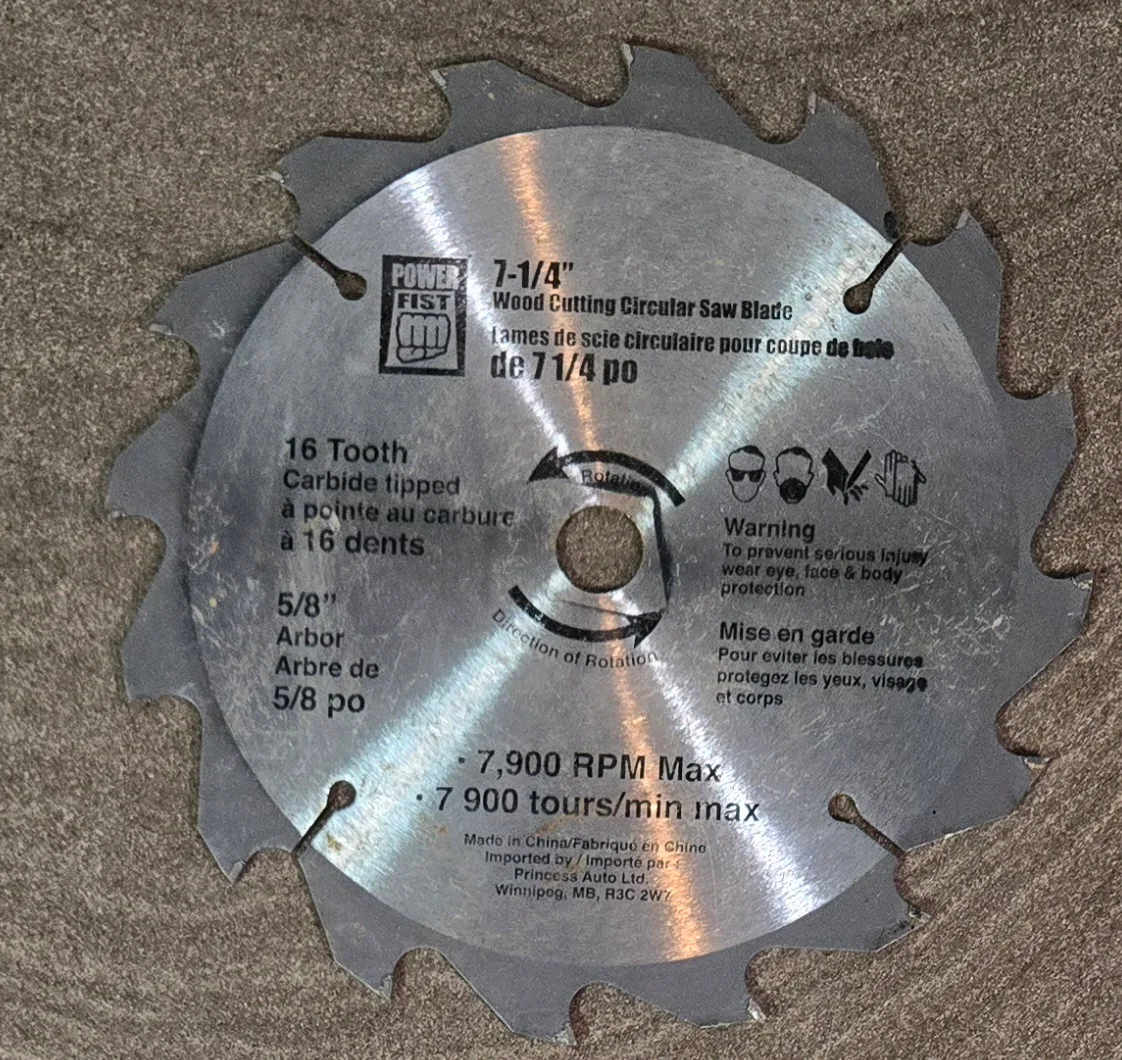 POWER
FIST
7-1/4"
Wood Cutting Circular Saw Blade
Lames de scie circulaire pour coupe de bois
de 7 1/4 po
16 Tooth
Carbide tipped
à pointe au carbure
à 16 dents
5/8"
Arbor
Arbre de
5/8 po
Rotation
Direction of Rotation
Warning
To prevent serious injury
wear eye, face & body
protection
Mise en garde
Pour eviter les blessures
protegez les yeux, visage
et corps
· 7,900 RPM Max
· 7 900 tours/min max
Made in China/Fabriqué en Chine
Imported by / Importé par :
Princess Auto Ltd.
Winnipeg, MB, R3C 2W7